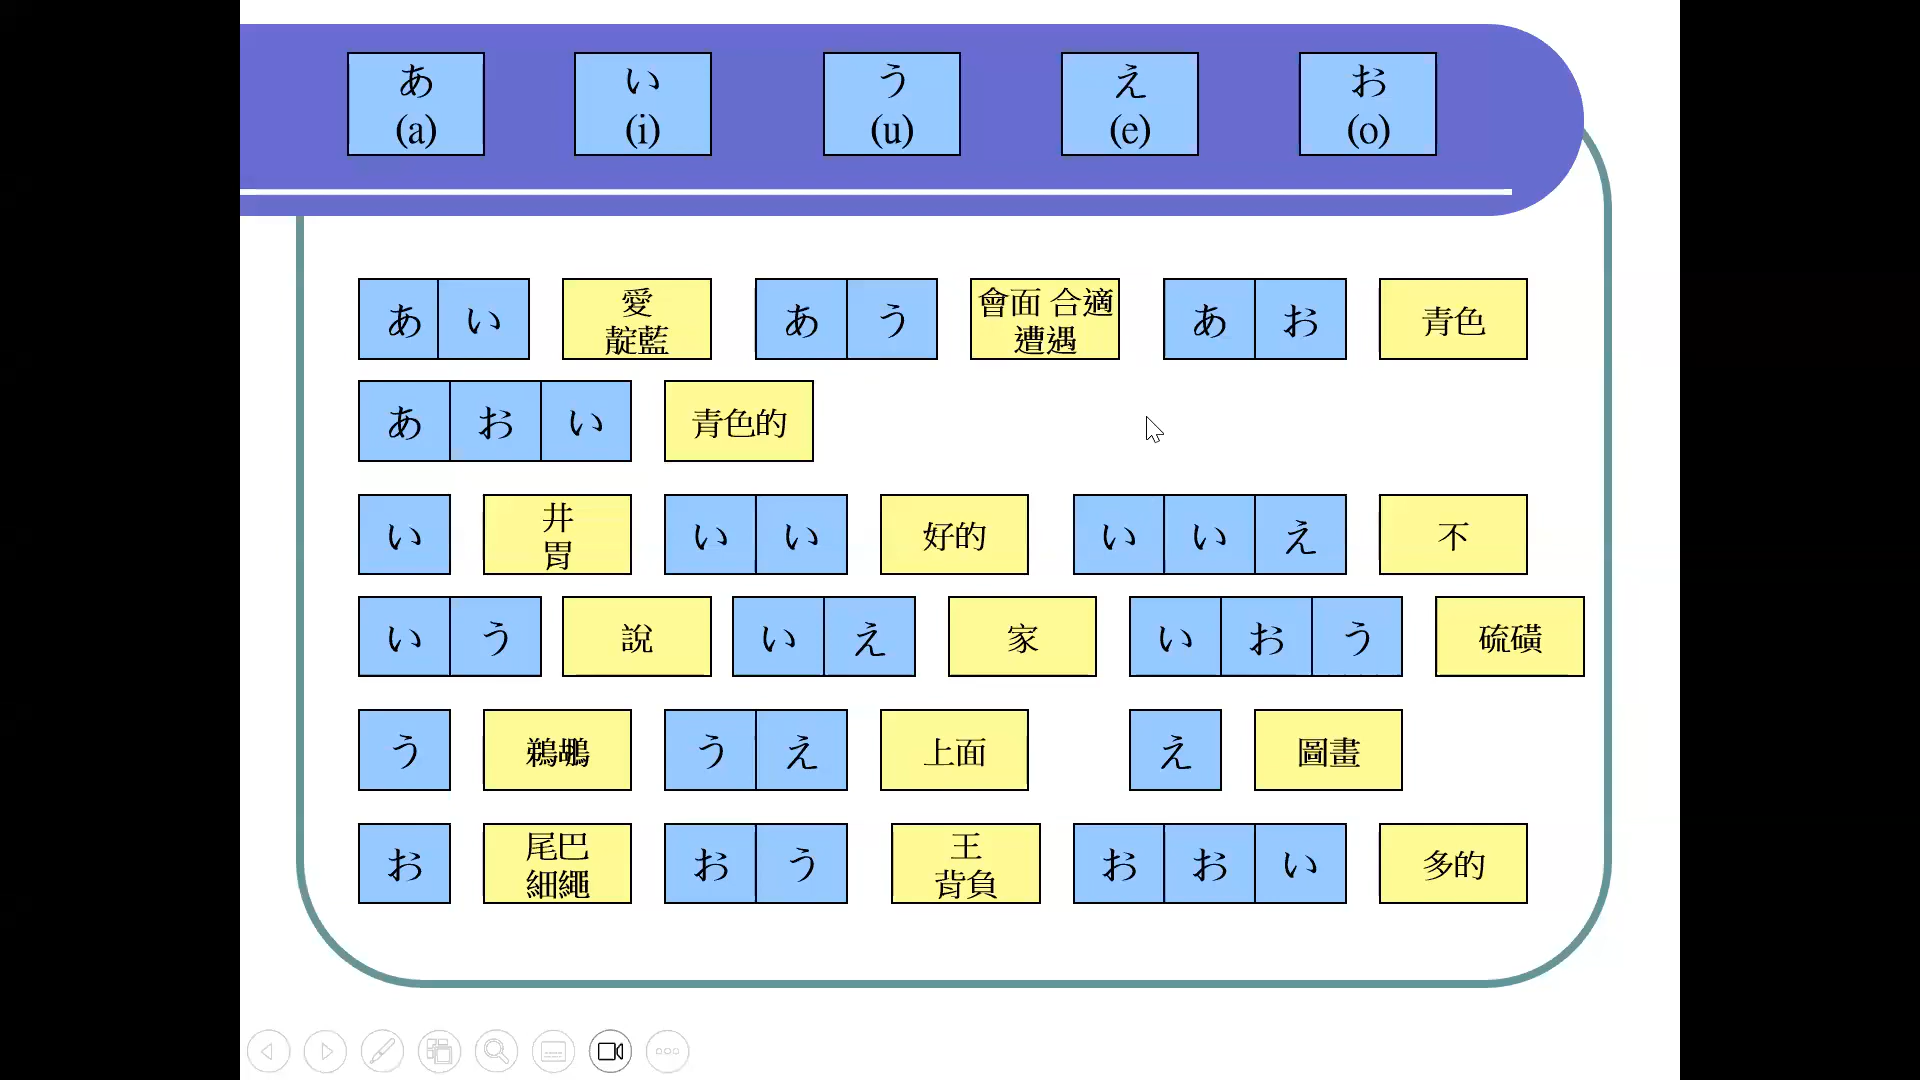 あ い う え お
(a) (i) (u) (e) (o)
あ い 愛 あ う 會面 合適 あ お 青色
靛藍 遭遇
あ お い 青色的
い 井 い い 好的 い い え 不
胃
い う 說 い え 家 い お う 硫磺
う 鵜鶘 う え 上面 え 圖畫
お 尾巴 お う 王 お お い 多的
細繩 背負